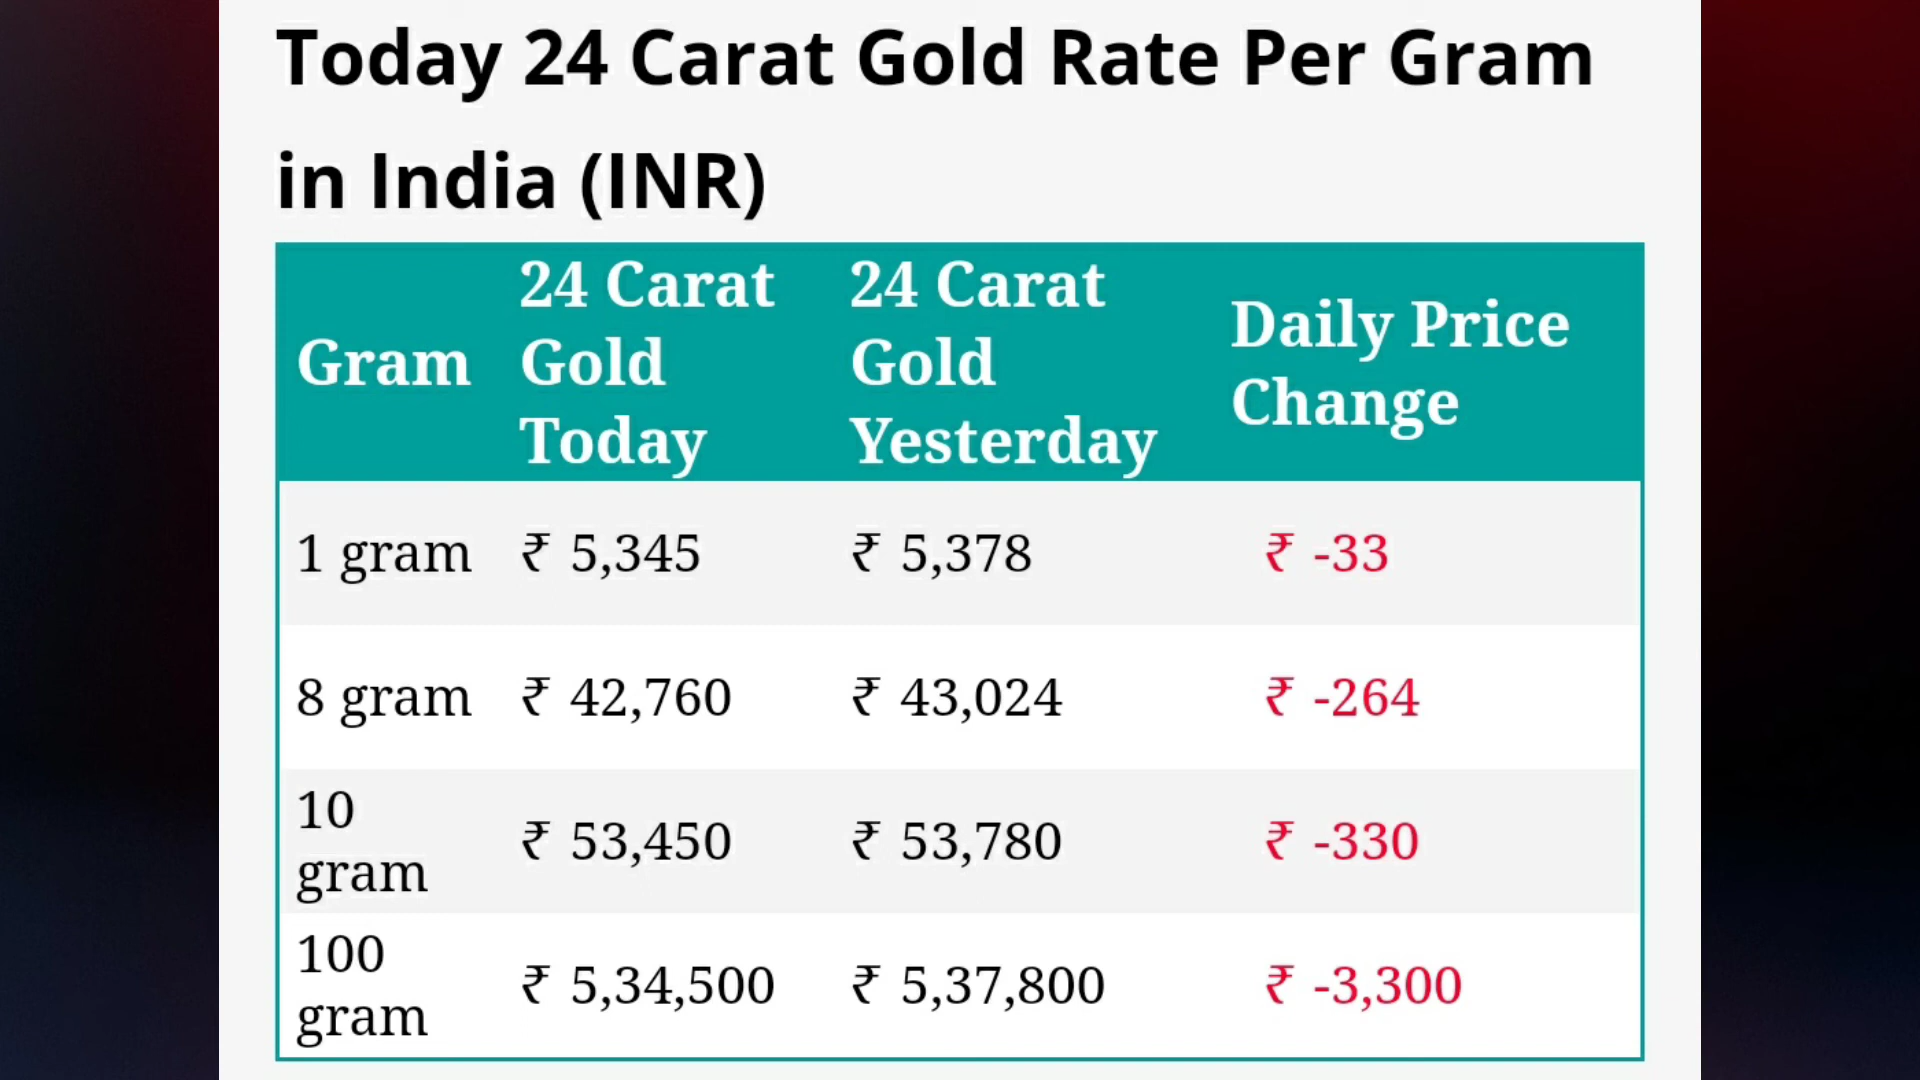 Today 24 Carat Gold Rate Per Gram
in India (INR)
Gram
24 Carat
Gold
Today
24 Carat
Gold
Yesterday
Daily Price
Change
1 gram ₹ 5,345 ₹ 5,378 ₹ -33
8 gram ₹ 42,760 ₹ 43,024 ₹ -264
10
gram
₹ 53,450 ₹ 53,780 ₹ -330
100
gram
₹ 5,34,500 ₹ 5,37,800 ₹ -3,300